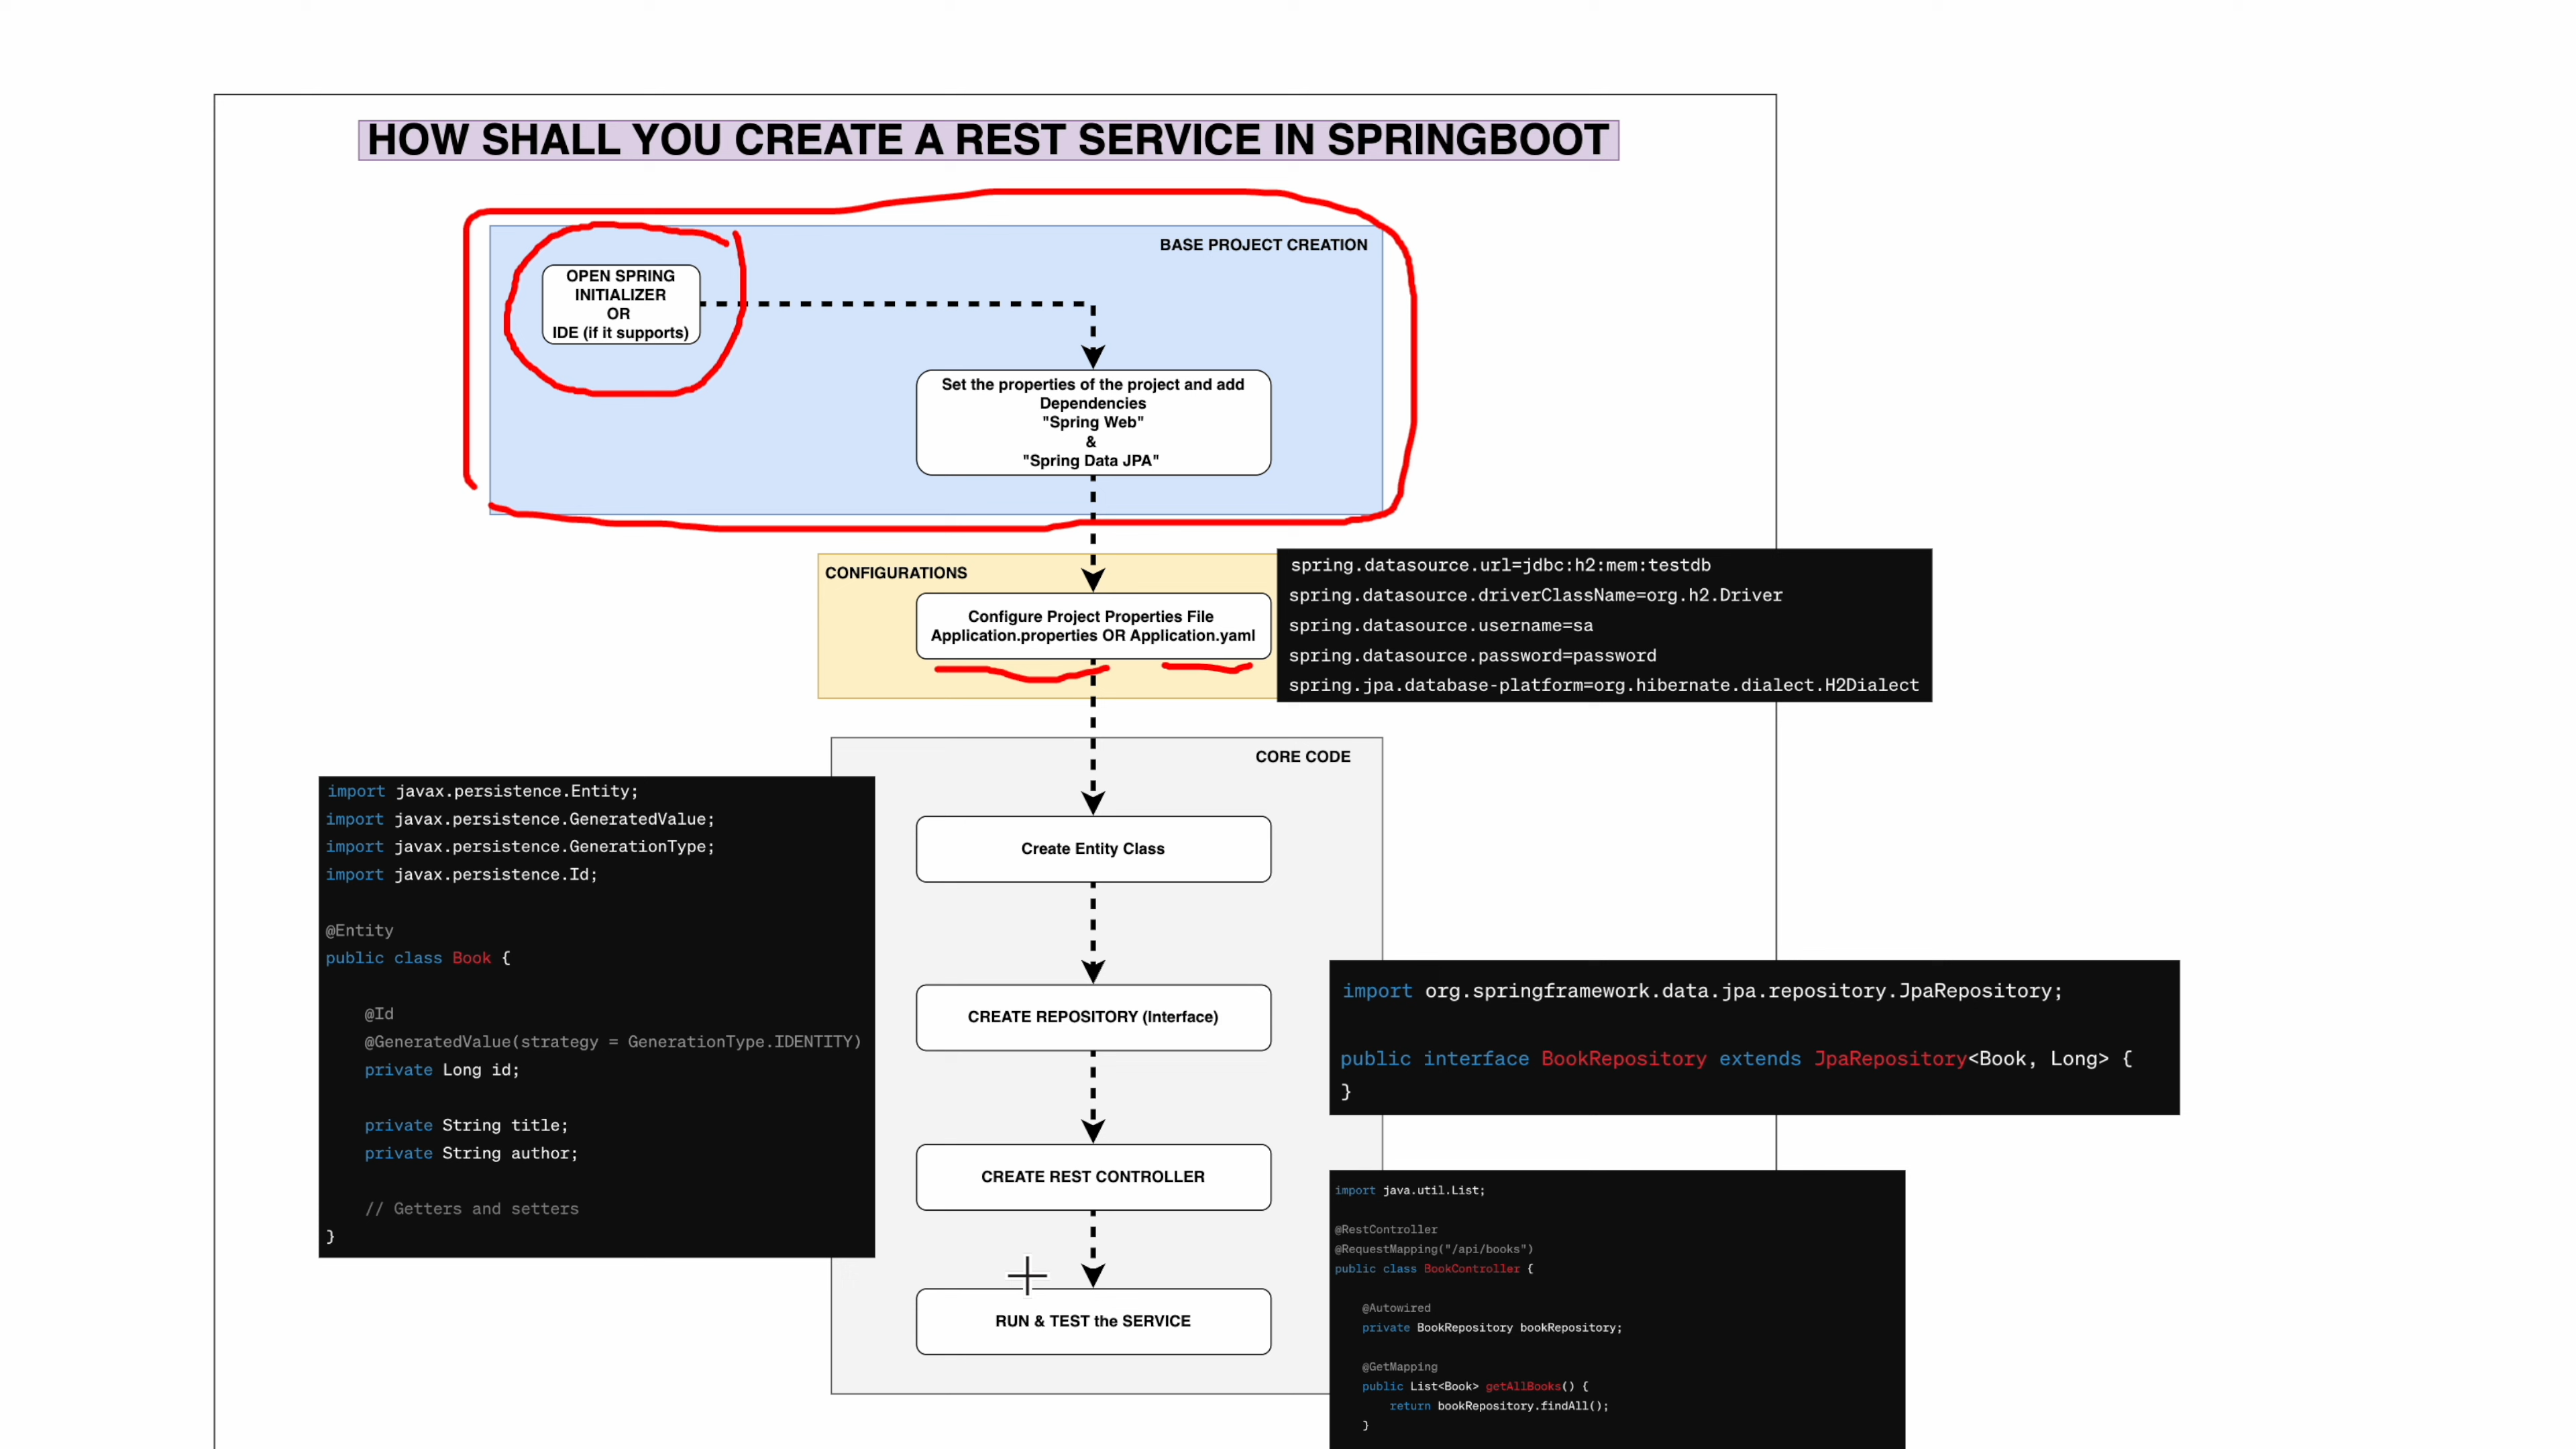 HOW SHALL YOU CREATE A REST SERVICE IN SPRINGBOOT
BASE PROJECT CREATION
OPEN SPRING
INITIALIZER
OR
IDE (if it supports)
Set the properties of the project and add
Dependencies
"Spring Web"
&
"Spring Data JPA"
CONFIGURATIONS
Configure Project Properties File
Application.properties OR Application.yaml
spring.datasource.url=jdbc:h2:mem:testdb
spring.datasource.driverClassName=org.h2.Driver
spring.datasource.username=sa
spring.datasource.password=password
spring.jpa.database-platform=org.hibernate.dialect.H2Dialect
CORE CODE
import javax.persistence.Entity;
import javax.persistence.GeneratedValue;
import javax.persistence.GenerationType;
import javax.persistence.Id;
@Entity
public class Book {
@Id
@GeneratedValue(strategy = GenerationType.IDENTITY)
private Long id;
private String title;
private String author;
// Getters and setters
}
Create Entity Class
CREATE REPOSITORY (Interface)
import org.springframework.data.jpa.repository.JpaRepository;
public interface BookRepository extends JpaRepository<Book, Long> {
}
CREATE REST CONTROLLER
RUN & TEST the SERVICE
import java.util.List;
@RestController
@RequestMapping("/api/books")
public class BookController {
@Autowired
private BookRepository bookRepository;
@GetMapping
public List<Book> getAllBooks() {
return bookRepository.findAll();
}